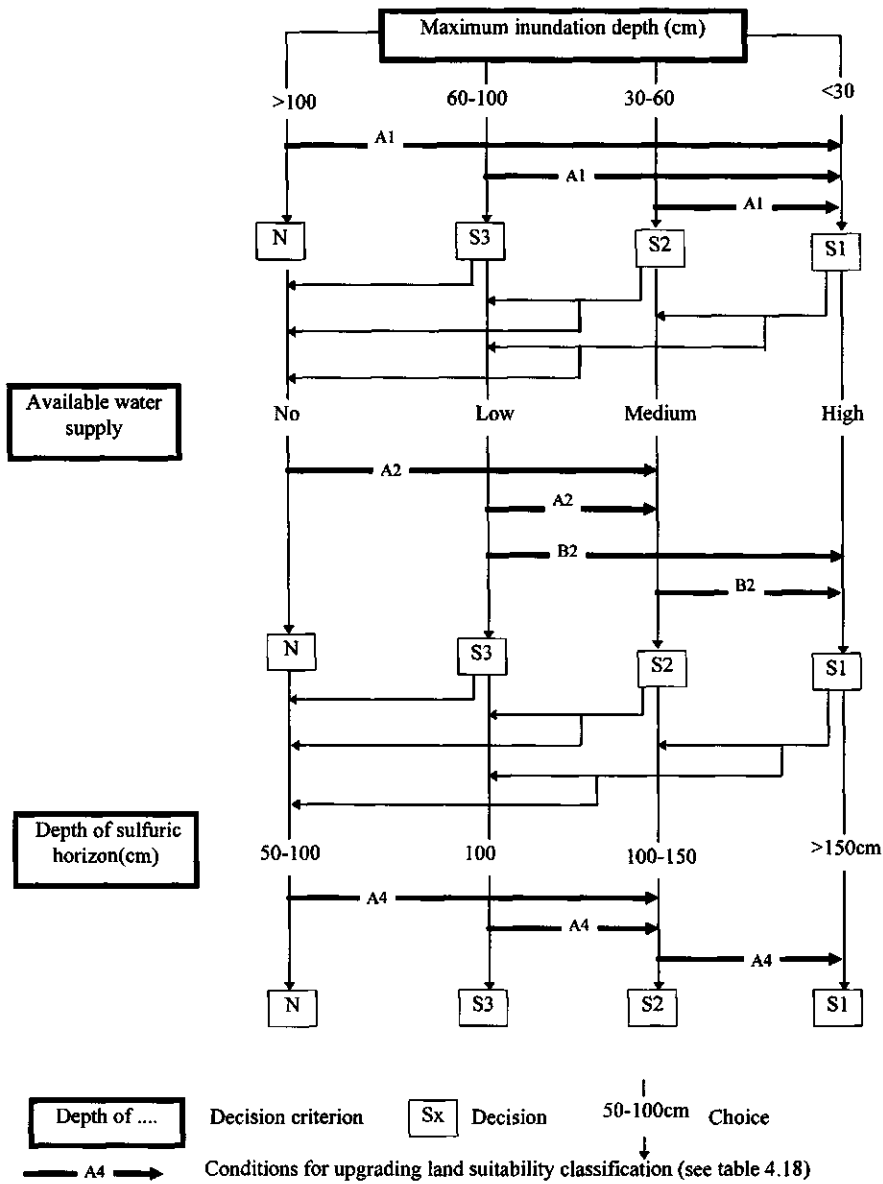 Maximum inundation depth (cm)
>100
60-100
30-60
<30
A1
A1
A1
N
S3
S2
S1
Available water
supply
No
Low
Medium
High
A2
A2
B2
B2
N
S3
S2
S1
Depth of sulfuric
horizon(cm)
50-100
100
100-150
>150cm
A4
A4
A4
N
S3
S2
S1
Depth of ....
Decision criterion
Sx
Decision
50-100cm
Choice
A4
Conditions for upgrading land suitability classification (see table 4.18)